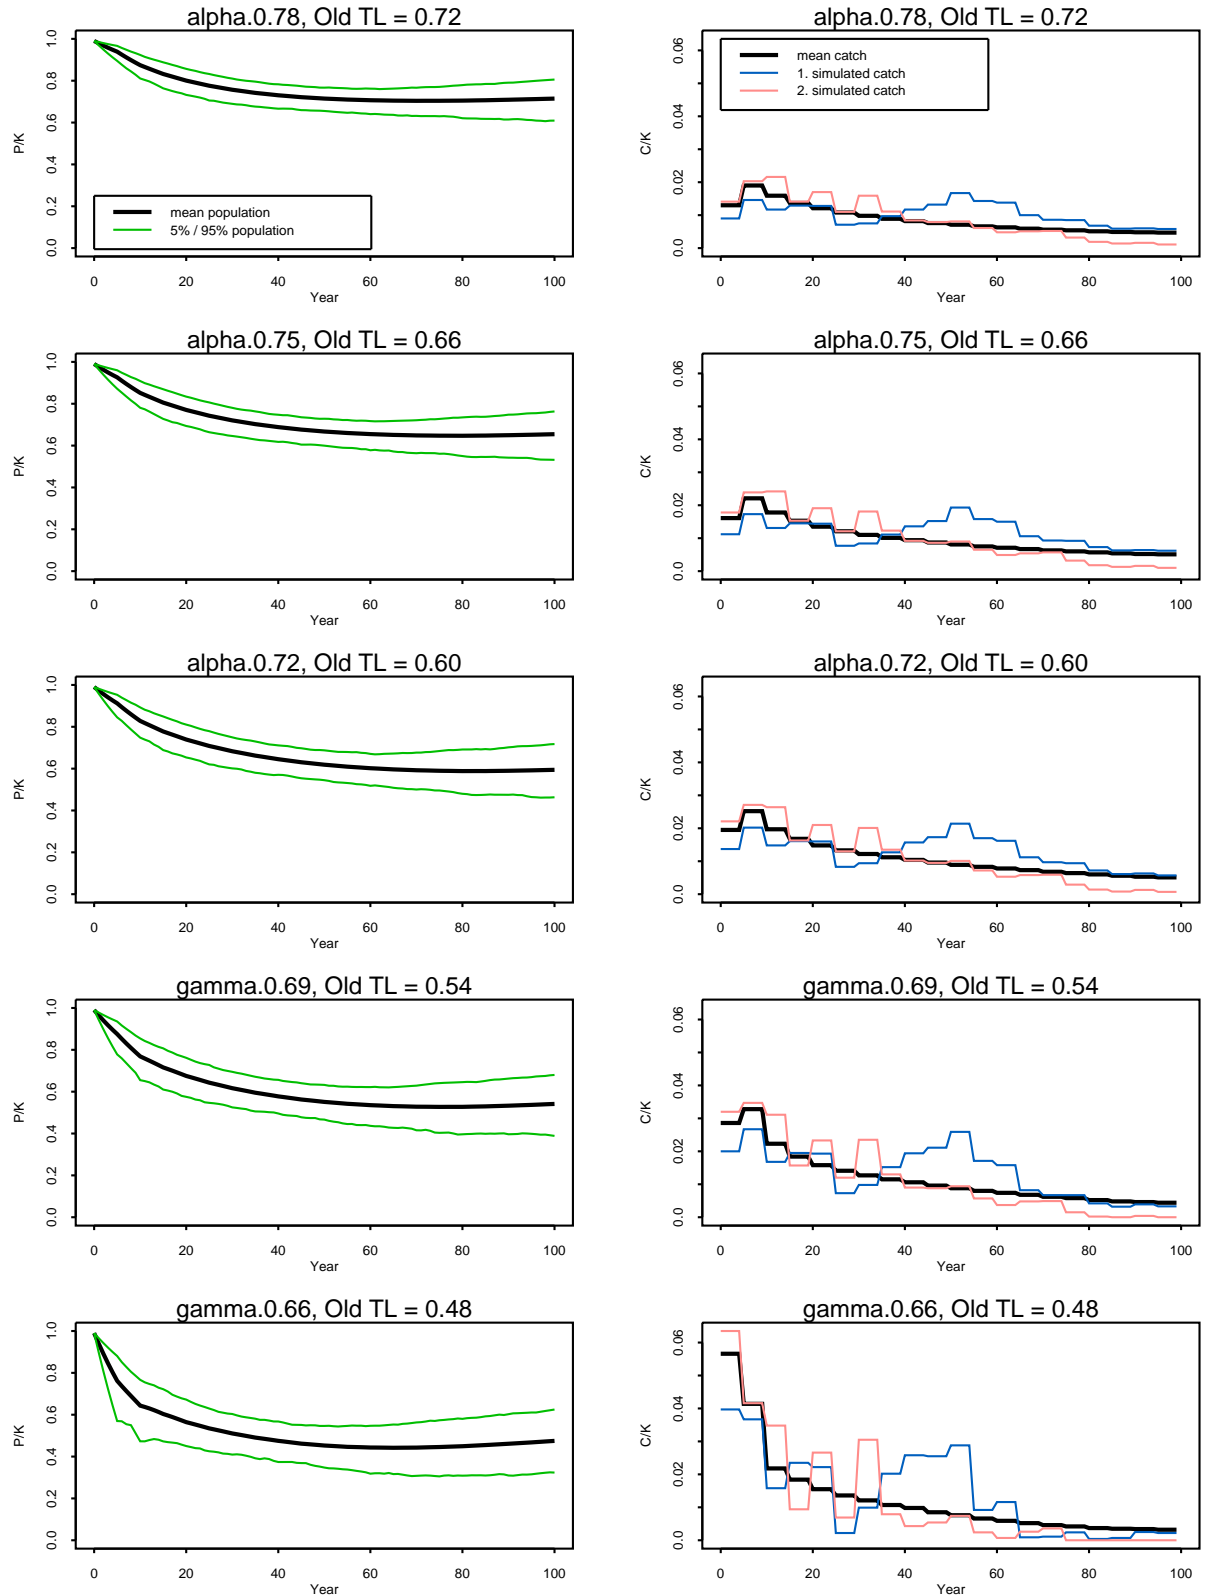 alpha.0.78, Old TL = 0.72
P/K
0.0 0.2 0.4 0.6 0.8 1.0
mean population
5% / 95% population
0 20 40 60 80 100
Year
alpha.0.78, Old TL = 0.72
C/K
0.0 0.02 0.04 0.06
mean catch
1. simulated catch
2. simulated catch
0 20 40 60 80 100
Year
alpha.0.75, Old TL = 0.66
P/K
0.0 0.2 0.4 0.6 0.8 1.0
0 20 40 60 80 100
Year
alpha.0.75, Old TL = 0.66
C/K
0.0 0.02 0.04 0.06
0 20 40 60 80 100
Year
alpha.0.72, Old TL = 0.60
P/K
0.0 0.2 0.4 0.6 0.8 1.0
0 20 40 60 80 100
Year
alpha.0.72, Old TL = 0.60
C/K
0.0 0.02 0.04 0.06
0 20 40 60 80 100
Year
gamma.0.69, Old TL = 0.54
P/K
0.0 0.2 0.4 0.6 0.8 1.0
0 20 40 60 80 100
Year
gamma.0.69, Old TL = 0.54
C/K
0.0 0.02 0.04 0.06
0 20 40 60 80 100
Year
gamma.0.66, Old TL = 0.48
P/K
0.0 0.2 0.4 0.6 0.8 1.0
0 20 40 60 80 100
Year
gamma.0.66, Old TL = 0.48
C/K
0.0 0.02 0.04 0.06
0 20 40 60 80 100
Year